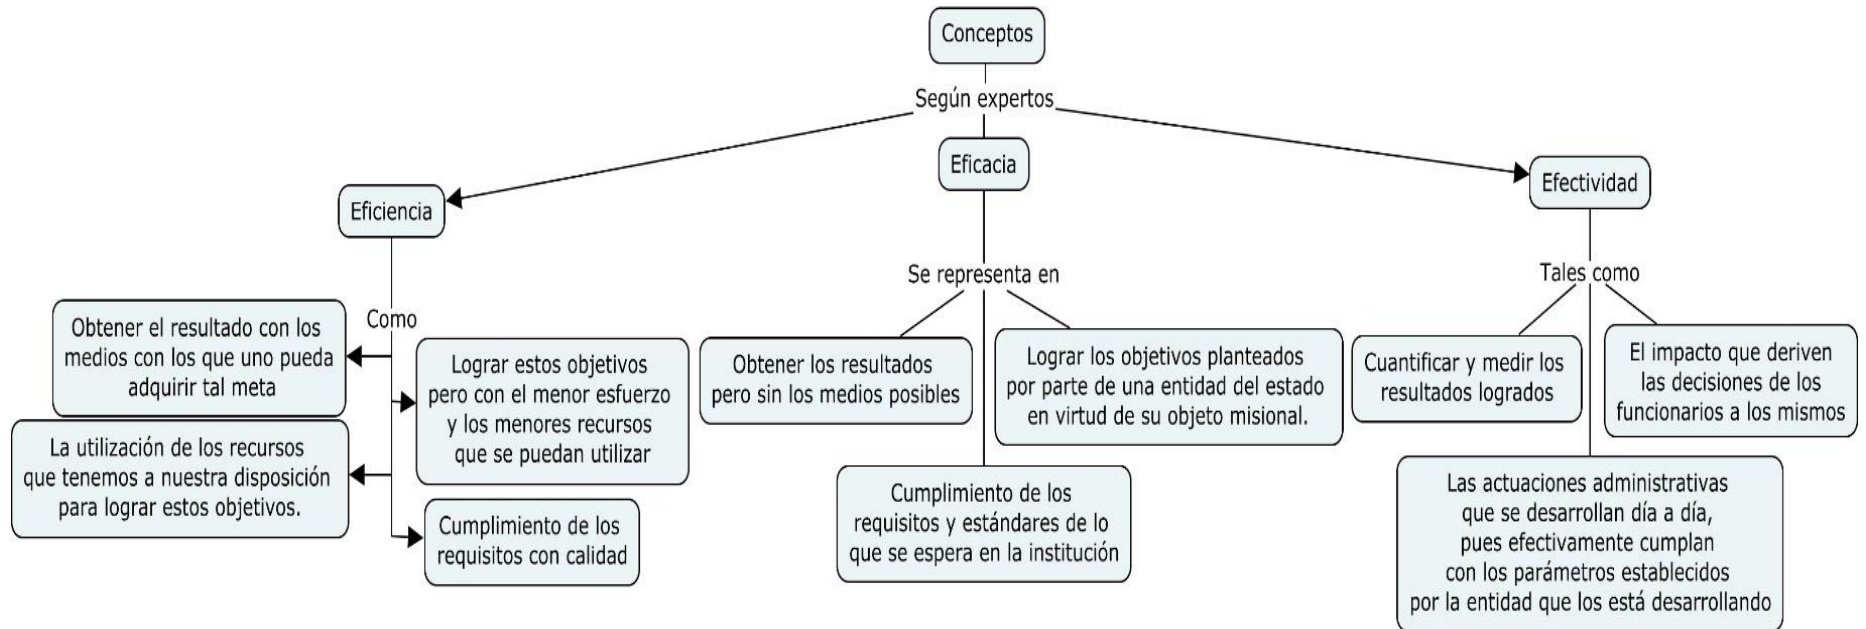 Conceptos
Según expertos
Eficiencia
Como
Obtener el resultado con los
medios con los que uno pueda
adquirir tal meta
Lograr estos objetivos
pero con el menor esfuerzo
y los menores recursos
que se puedan utilizar
La utilización de los recursos
que tenemos a nuestra disposición
para lograr estos objetivos.
Cumplimiento de los
requisitos con calidad
Eficacia
Se representa en
Obtener los resultados
pero sin los medios posibles
Cumplimiento de los
requisitos y estándares de lo
que se espera en la institución
Lograr los objetivos planteados
por parte de una entidad del estado
en virtud de su objeto misional.
Efectividad
Tales como
Cuantificar y medir los
resultados logrados
Las actuaciones administrativas
que se desarrollan día a día,
pues efectivamente cumplan
con los parámetros establecidos
por la entidad que los está desarrollando
El impacto que deriven
las decisiones de los
funcionarios a los mismos